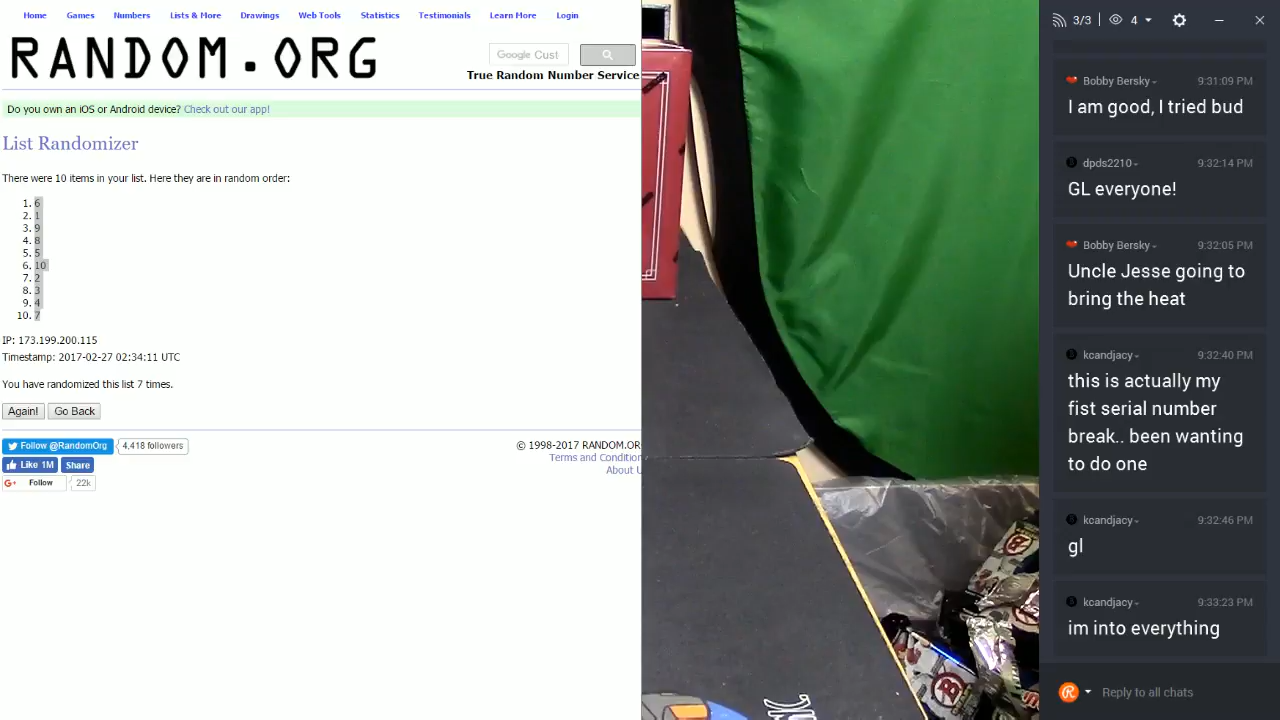 Home Games Numbers Lists & More Drawings Web Tools Statistics Testimonials Learn More Login
RANDOM.ORG
Google Cust
True Random Number Service
Do you own an iOS or Android device? Check out our app!
List Randomizer
There were 10 items in your list. Here they are in random order:
1. 6
2. 1
3. 9
4. 8
5. 5
6. 10
7. 2
8. 3
9. 4
10. 7
IP: 173.199.200.115
Timestamp: 2017-02-27 02:34:11 UTC
You have randomized this list 7 times.
Again! Go Back
Follow @RandomOrg 4,418 followers
Like 1M Share
Follow 22k
© 1998-2017 RANDOM.OR
Terms and Condition
About U
3/3 4
Bobby Bersky 9:31:09 PM
I am good, I tried bud
dpds2210 9:32:14 PM
GL everyone!
Bobby Bersky 9:32:05 PM
Uncle Jesse going to
bring the heat
kcandjacy 9:32:40 PM
this is actually my
fist serial number
break.. been wanting
to do one
kcandjacy 9:32:46 PM
gl
kcandjacy 9:33:23 PM
im into everything
Reply to all chats